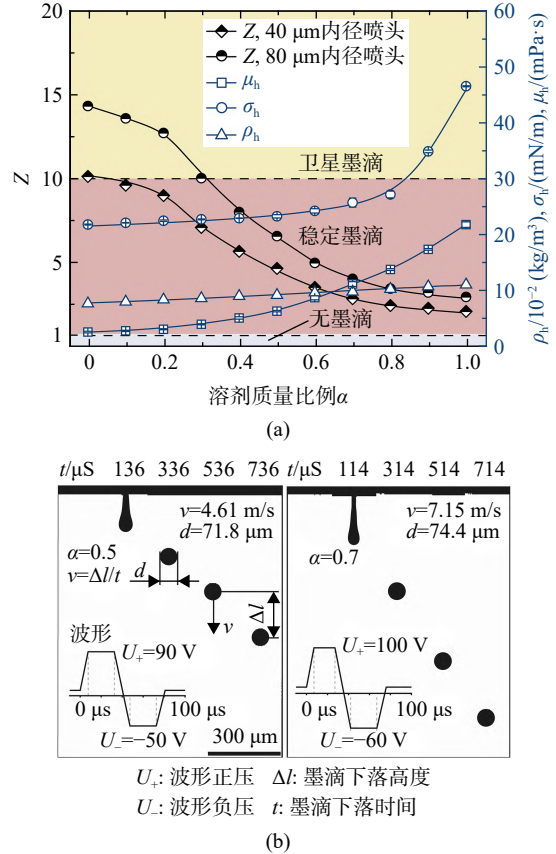 Z, 40 μm内径喷头
Z, 80 μm内径喷头
μh
σh
ρh
卫星墨滴
稳定墨滴
无墨滴
20
15
10
5
1
Z
60
50
40
30
20
10
0
ρh/10⁻² (kg/m³), σh/(mN/m), μh/(mPa·s)
0 0.2 0.4 0.6 0.8 1.0
溶剂质量比例α
(a)
t/μS 136 336 536 736 t/μS 114 314 514 714
v=4.61 m/s
d=71.8 μm
α=0.5
v=Δl/t
d
v
Δl
波形
U₊=90 V
0 μs 100 μs
U₋=−50 V
300 μm
v=7.15 m/s
d=74.4 μm
α=0.7
U₊=100 V
0 μs 100 μs
U₋=−60 V
U₊: 波形正压 Δl: 墨滴下落高度
U₋: 波形负压 t: 墨滴下落时间
(b)